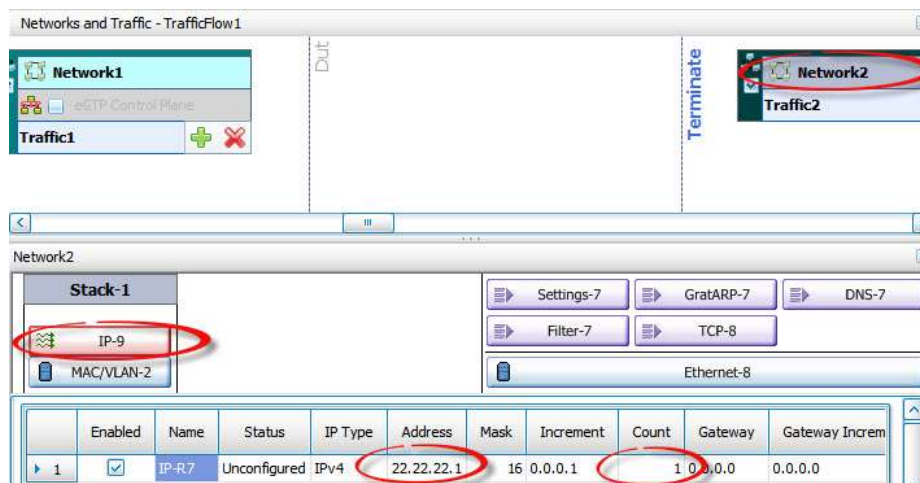 Networks and Traffic - TrafficFlow1
Network1
eGTP Control Plane
Traffic1
Dut
Terminate
Network2
Traffic2
Network2
Stack-1
IP-9
MAC/VLAN-2
Settings-7 GratARP-7 DNS-7
Filter-7 TCP-8
Ethernet-8
Enabled Name Status IP Type Address Mask Increment Count Gateway Gateway Increm
1 IP-R7 Unconfigured IPv4 22.22.22.1 16 0.0.0.1 1 0.0.0.0 0.0.0.0